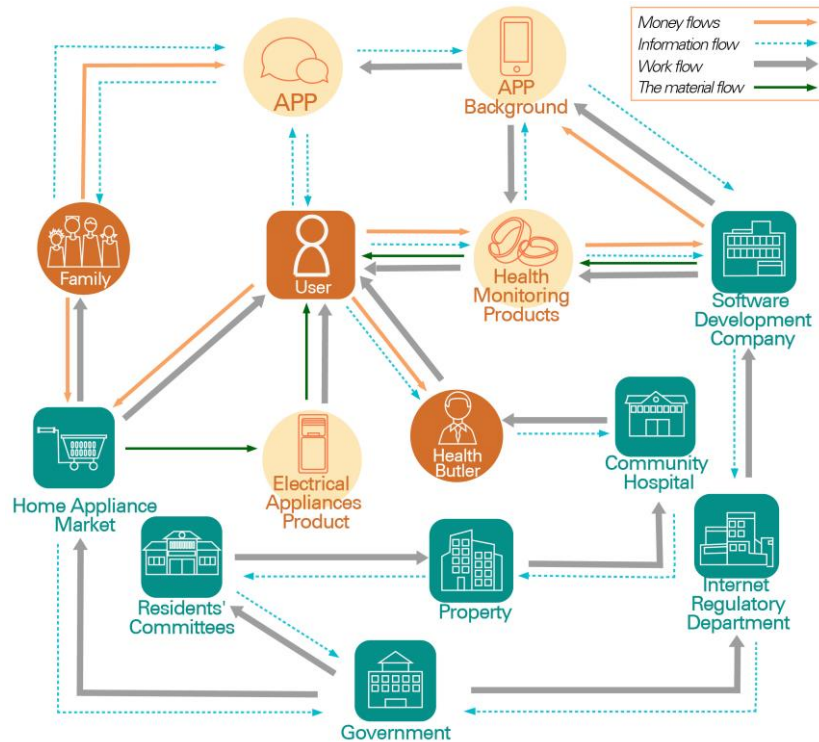 Money flows
Information flow
Work flow
The material flow
APP
APP
Background
Family
User
Health
Monitoring
Products
Software
Development
Company
Home Appliance
Market
Electrical
Appliances
Product
Health
Butler
Community
Hospital
Residents'
Committees
Property
Internet
Regulatory
Department
Government